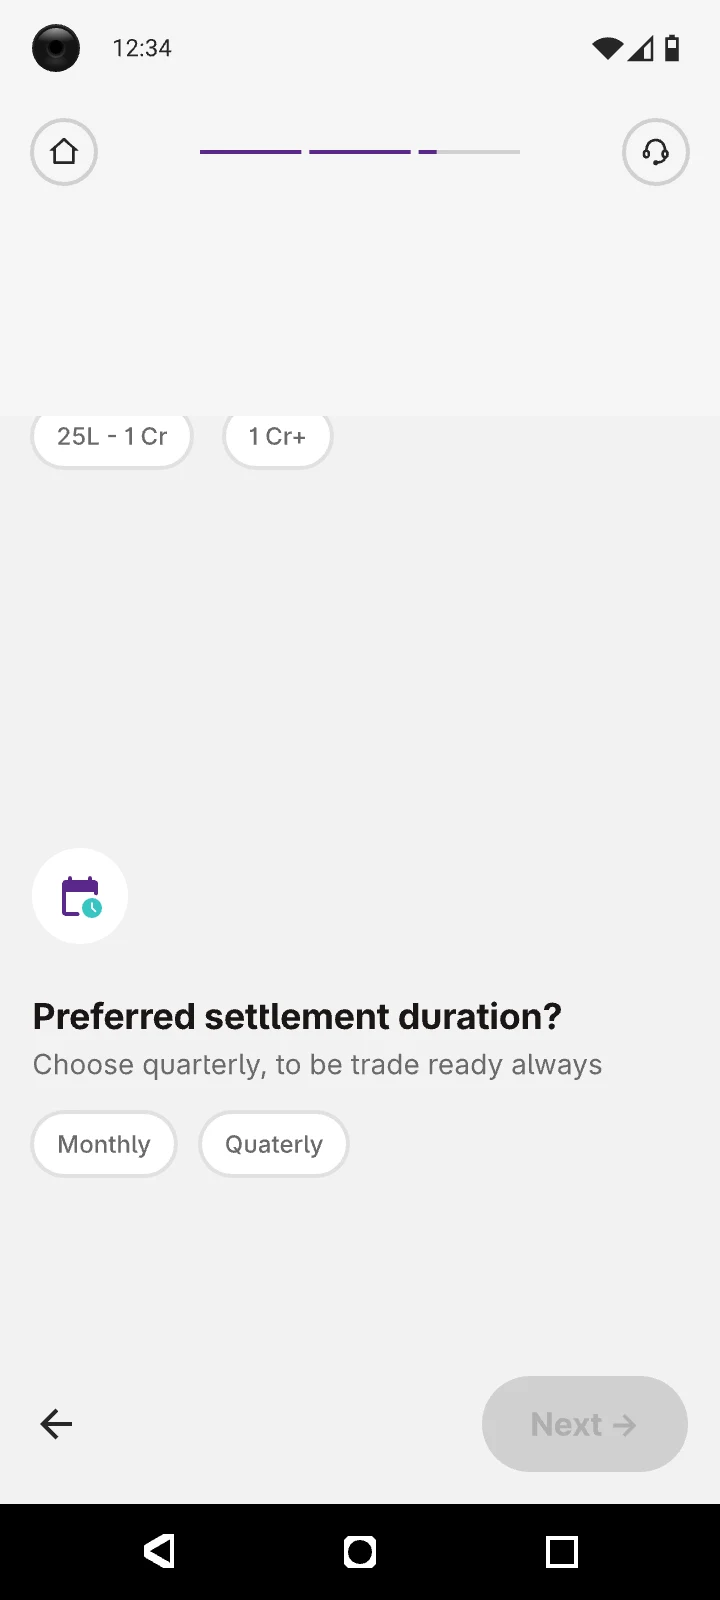 12:34
25L - 1 Cr
1 Cr+
Preferred settlement duration?
Choose quarterly, to be trade ready always
Monthly
Quaterly
Next →